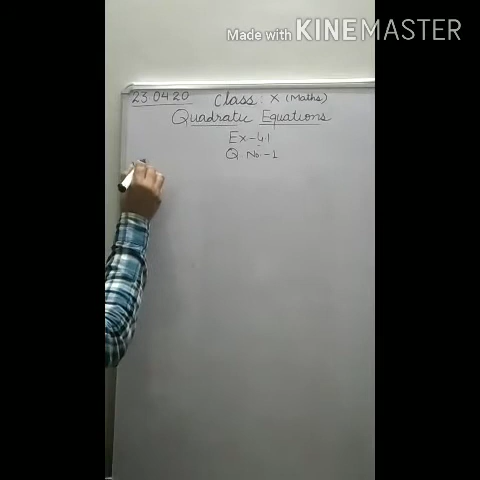 Made with KINEMASTER
23.04.20 Class : X (Maths)
Quadratic Equations
Ex-4.1
Q. No:-1